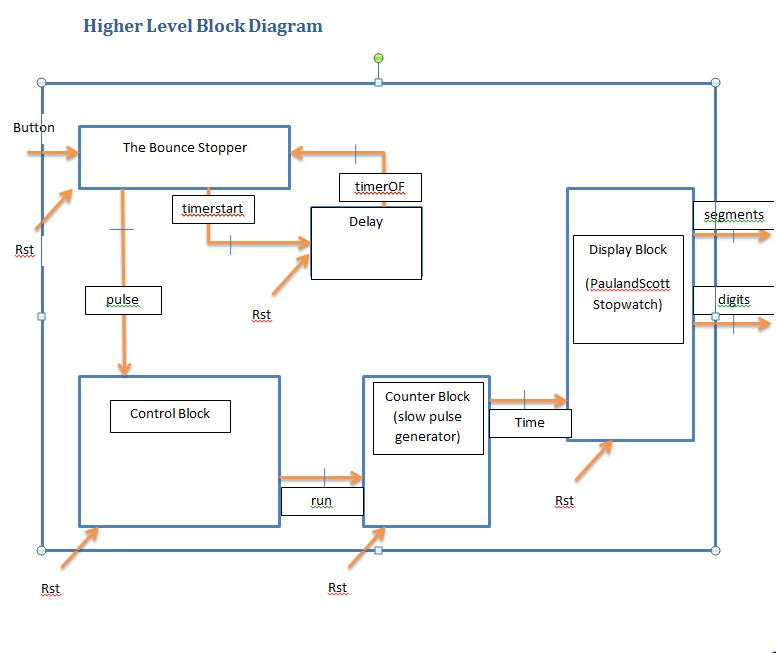 Higher Level Block Diagram
Button
The Bounce Stopper
timerOF
timerstart
Delay
segments
Rst
Display Block
(PaulandScott
Stopwatch)
pulse
Rst
digits
Control Block
Counter Block
(slow pulse
generator)
Time
run
Rst
Rst
Rst